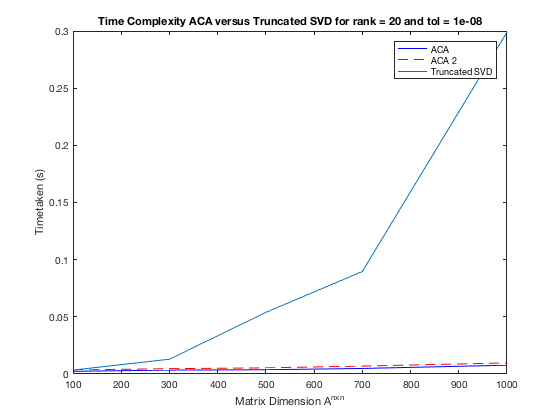 Time Complexity ACA versus Truncated SVD for rank = 20 and tol = 1e-08
0.3
0.25
0.2
0.15
0.1
0.05
0
Timetaken (s)
ACA
ACA 2
Truncated SVD
100 200 300 400 500 600 700 800 900 1000
Matrix Dimension A^nxn